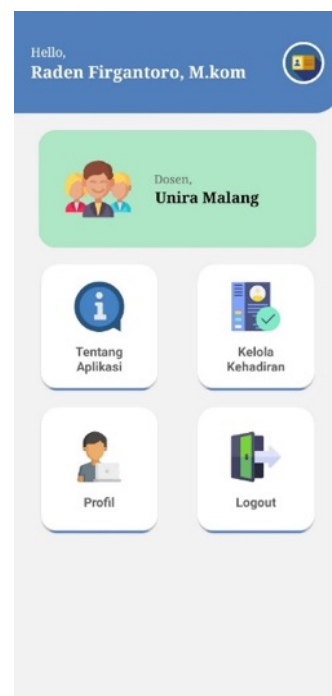 Hello,
Raden Firgantoro, M.kom
Dosen,
Unira Malang
Tentang
Aplikasi
Kelola
Kehadiran
Profil
Logout